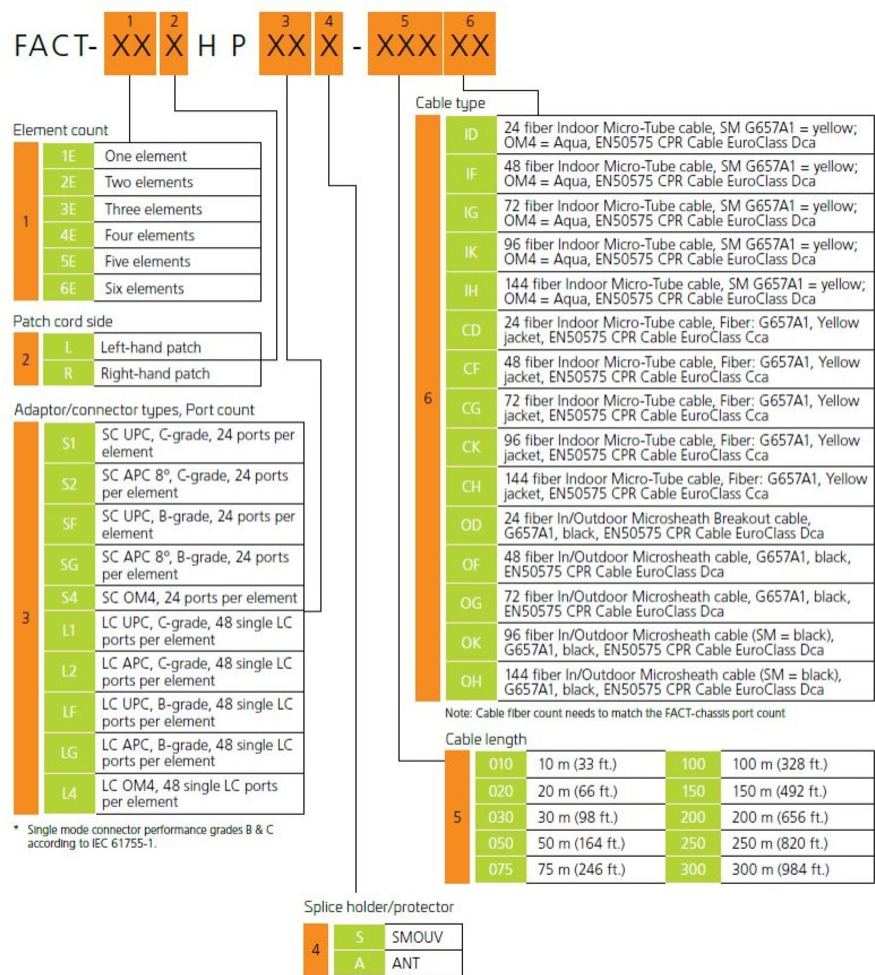 1 2 3 4 5 6
FACT- XX X H P XX X - XXX XX
Element count
1
1E One element
2E Two elements
3E Three elements
4E Four elements
5E Five elements
6E Six elements
Patch cord side
2
L Left-hand patch
R Right-hand patch
Adaptor/connector types, Port count
3
S1 SC UPC, C-grade, 24 ports per
element
S2 SC APC 8°, C-grade, 24 ports
per element
SF SC UPC, B-grade, 24 ports per
element
SG SC APC 8°, B-grade, 24 ports
per element
S4 SC OM4, 24 ports per element
L1 LC UPC, C-grade, 48 single LC
ports per element
L2 LC APC, C-grade, 48 single LC
ports per element
LF LC UPC, B-grade, 48 single LC
ports per element
LG LC APC, B-grade, 48 single LC
ports per element
L4 LC OM4, 48 single LC ports
per element
* Single mode connector performance grades B & C
according to IEC 61755-1.
Cable type
6
ID 24 fiber Indoor Micro-Tube cable, SM G657A1 = yellow;
OM4 = Aqua, EN50575 CPR Cable EuroClass Dca
IF 48 fiber Indoor Micro-Tube cable, SM G657A1 = yellow;
OM4 = Aqua, EN50575 CPR Cable EuroClass Dca
IG 72 fiber Indoor Micro-Tube cable, SM G657A1 = yellow;
OM4 = Aqua, EN50575 CPR Cable EuroClass Dca
IK 96 fiber Indoor Micro-Tube cable, SM G657A1 = yellow;
OM4 = Aqua, EN50575 CPR Cable EuroClass Dca
IH 144 fiber Indoor Micro-Tube cable, SM G657A1 = yellow;
OM4 = Aqua, EN50575 CPR Cable EuroClass Dca
CD 24 fiber Indoor Micro-Tube cable, Fiber: G657A1, Yellow
jacket, EN50575 CPR Cable EuroClass Cca
CF 48 fiber Indoor Micro-Tube cable, Fiber: G657A1, Yellow
jacket, EN50575 CPR Cable EuroClass Cca
CG 72 fiber Indoor Micro-Tube cable, Fiber: G657A1, Yellow
jacket, EN50575 CPR Cable EuroClass Cca
CK 96 fiber Indoor Micro-Tube cable, Fiber: G657A1, Yellow
jacket, EN50575 CPR Cable EuroClass Cca
CH 144 fiber Indoor Micro-Tube cable, Fiber: G657A1, Yellow
jacket, EN50575 CPR Cable EuroClass Cca
OD 24 fiber In/Outdoor Microsheath Breakout cable,
G657A1, black, EN50575 CPR Cable EuroClass Dca
OF 48 fiber In/Outdoor Microsheath cable, G657A1, black,
EN50575 CPR Cable EuroClass Dca
OG 72 fiber In/Outdoor Microsheath cable, G657A1, black,
EN50575 CPR Cable EuroClass Dca
OK 96 fiber In/Outdoor Microsheath cable (SM = black),
G657A1, black, EN50575 CPR Cable EuroClass Dca
OH 144 fiber In/Outdoor Microsheath cable (SM = black),
G657A1, black, EN50575 CPR Cable EuroClass Dca
Note: Cable fiber count needs to match the FACT-chassis port count
Cable length
5
010 10 m (33 ft.) 100 100 m (328 ft.)
020 20 m (66 ft.) 150 150 m (492 ft.)
030 30 m (98 ft.) 200 200 m (656 ft.)
050 50 m (164 ft.) 250 250 m (820 ft.)
075 75 m (246 ft.) 300 300 m (984 ft.)
Splice holder/protector
4
S SMOUV
A ANT